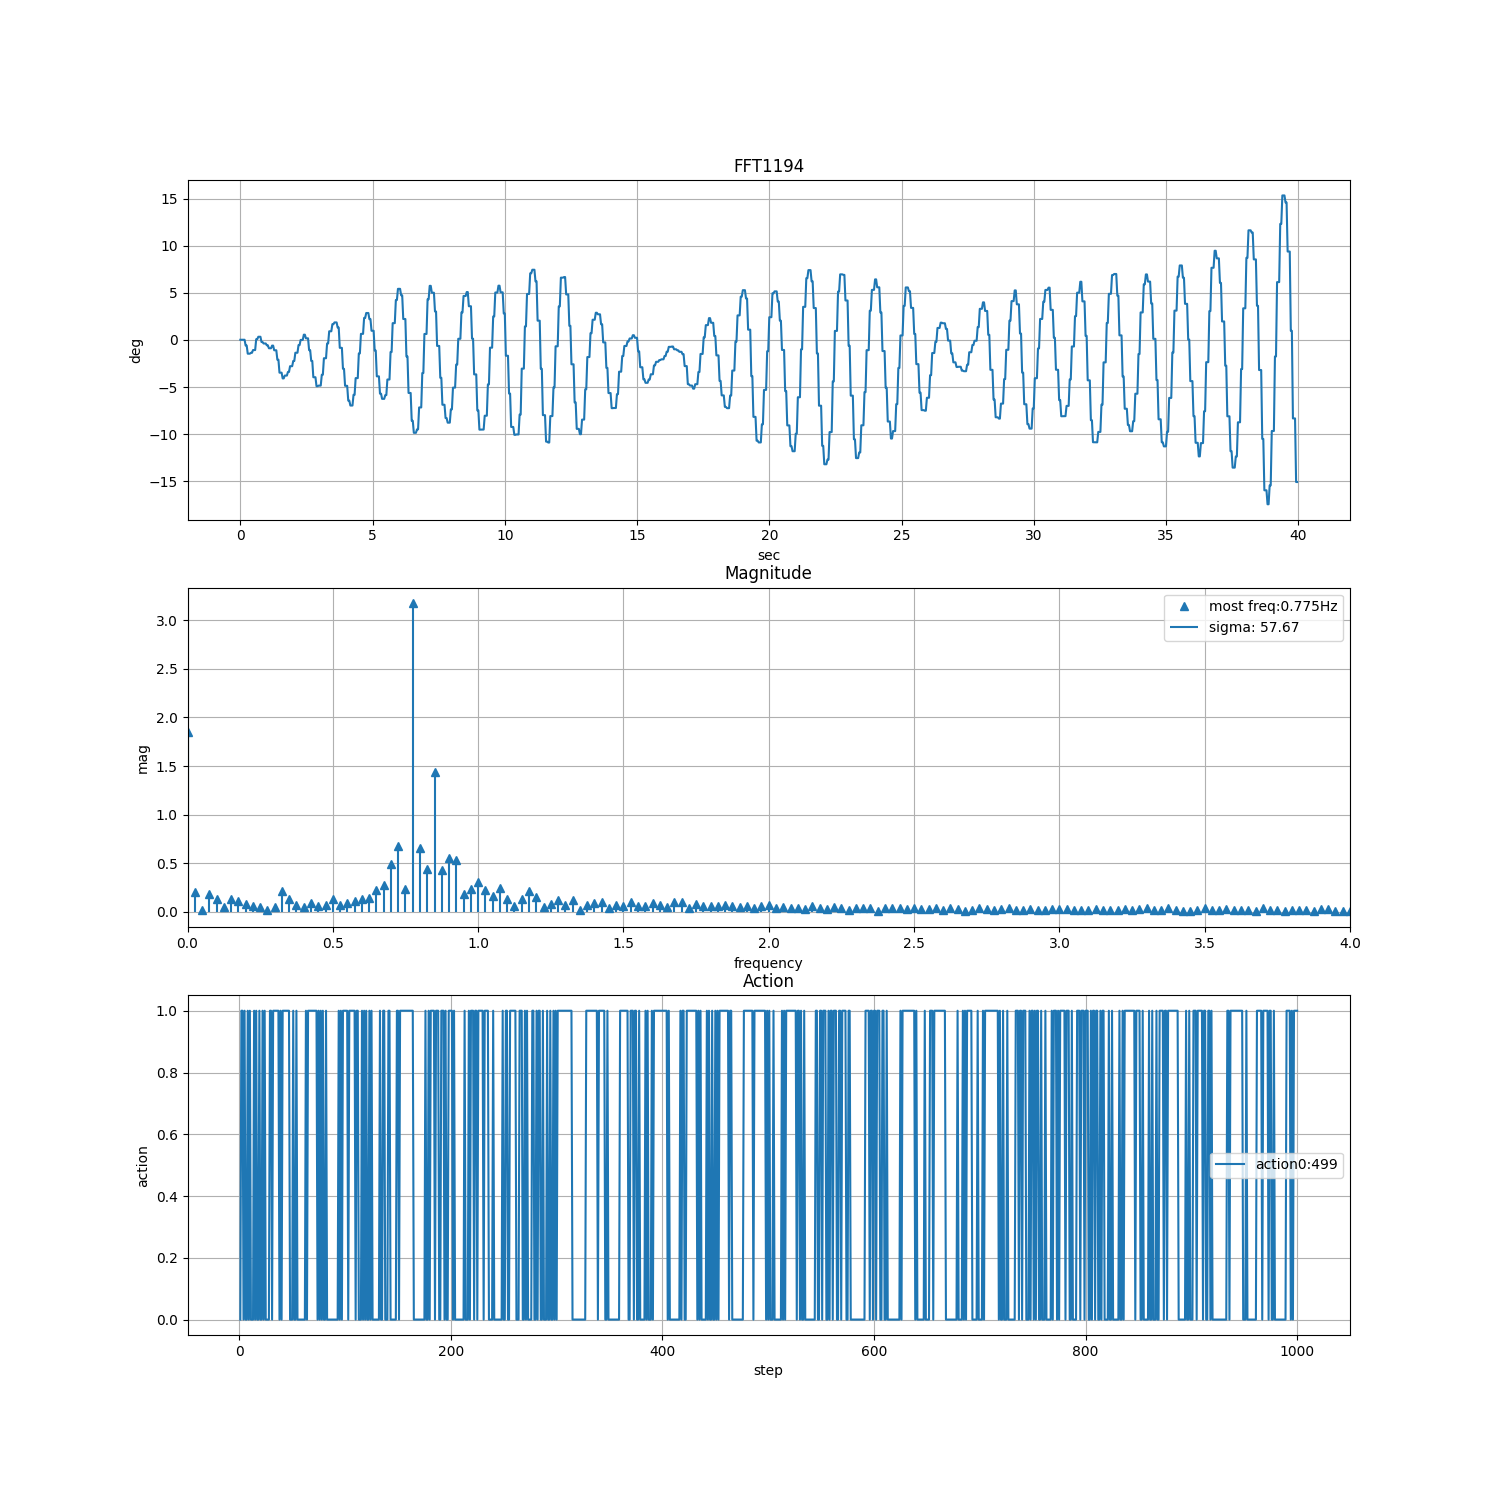 FFT1194
15
10
5
0
−5
−10
−15
deg
0 5 10 15 20 25 30 35 40
sec
Magnitude
most freq:0.775Hz
sigma: 57.67
3.0
2.5
2.0
1.5
1.0
0.5
0.0
mag
0.0 0.5 1.0 1.5 2.0 2.5 3.0 3.5 4.0
frequency
Action
1.0
0.8
0.6
0.4
0.2
0.0
action
action0:499
0 200 400 600 800 1000
step